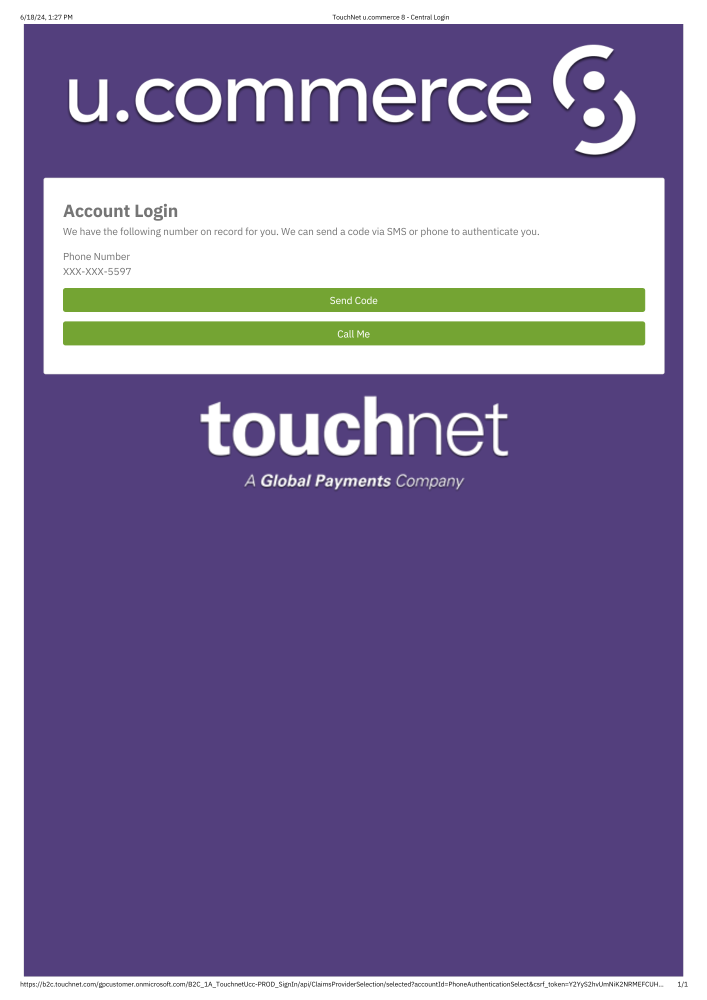 6/18/24, 1:27 PM
TouchNet u.commerce 8 - Central Login
u.commerce 8
Account Login
We have the following number on record for you. We can send a code via SMS or phone to authenticate you.
Phone Number
XXX-XXX-5597
Send Code
Call Me
touchnet
A Global Payments Company
https://b2c.touchnet.com/gpcustomer.onmicrosoft.com/B2C_1A_TouchnetUcc-PROD_SignIn/api/ClaimsProviderSelection/selected?accountId=PhoneAuthenticationSelect&csrf_token=Y2YyS2hvUmNiK2NRMEFCUH…
1/1